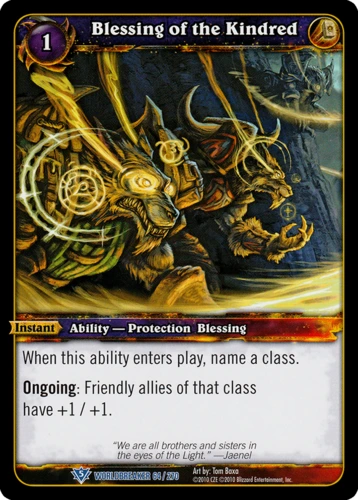 1
Blessing of the Kindred
Instant Ability — Protection Blessing
When this ability enters play, name a class.
Ongoing: Friendly allies of that class
have +1 / +1.
"We are all brothers and sisters in
the eyes of the Light." —Jaenel
5 WORLDBREAKER 64 / 270
Art by: Tom Baxa
©2010 CZE ©2010 Blizzard Entertainment, Inc.